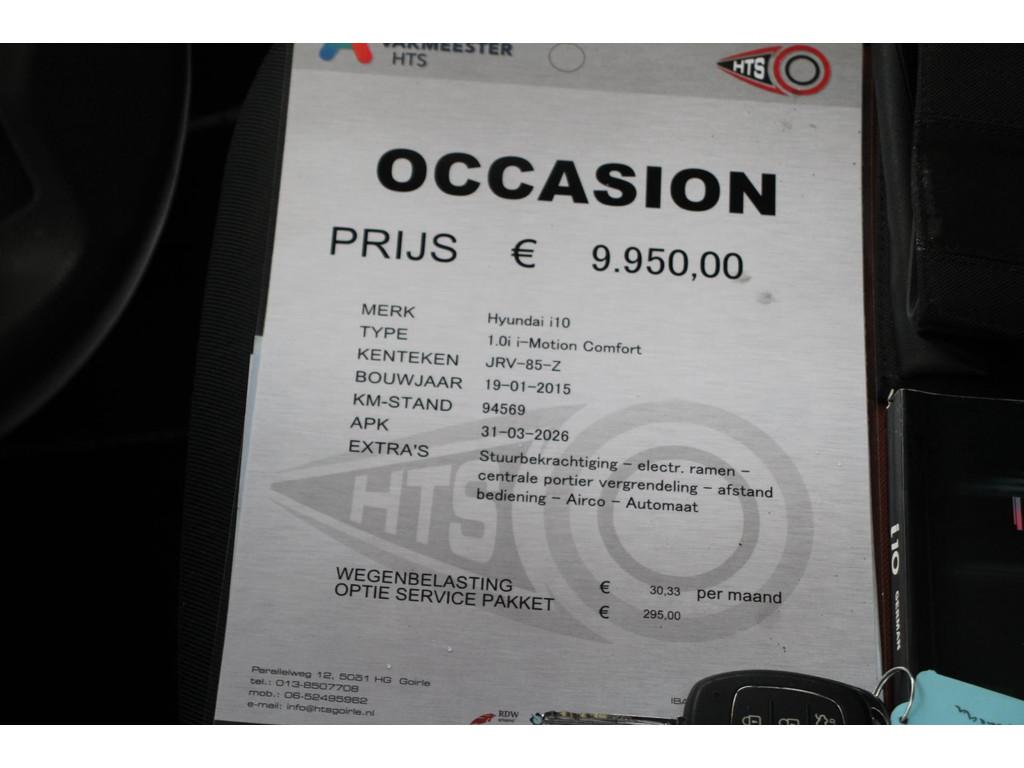 HTS
HTS
OCCASION
PRIJS € 9.950,00
MERK Hyundai i10
TYPE 1.0i i-Motion Comfort
KENTEKEN JRV-85-Z
BOUWJAAR 19-01-2015
KM-STAND 94569
APK 31-03-2026
EXTRA'S Stuurbekrachtiging - electr. ramen -
centrale portier vergrendeling - afstand
bediening - Airco - Automaat
HTS
WEGENBELASTING € 30,33 per maand
OPTIE SERVICE PAKKET € 295,00
Parallelweg 12, 5051 HG Goirle
tel.: 013-8507708
mob.: 06-52495962
e-mail: info@htsgoirle.nl
RDW
i10 GERMAN